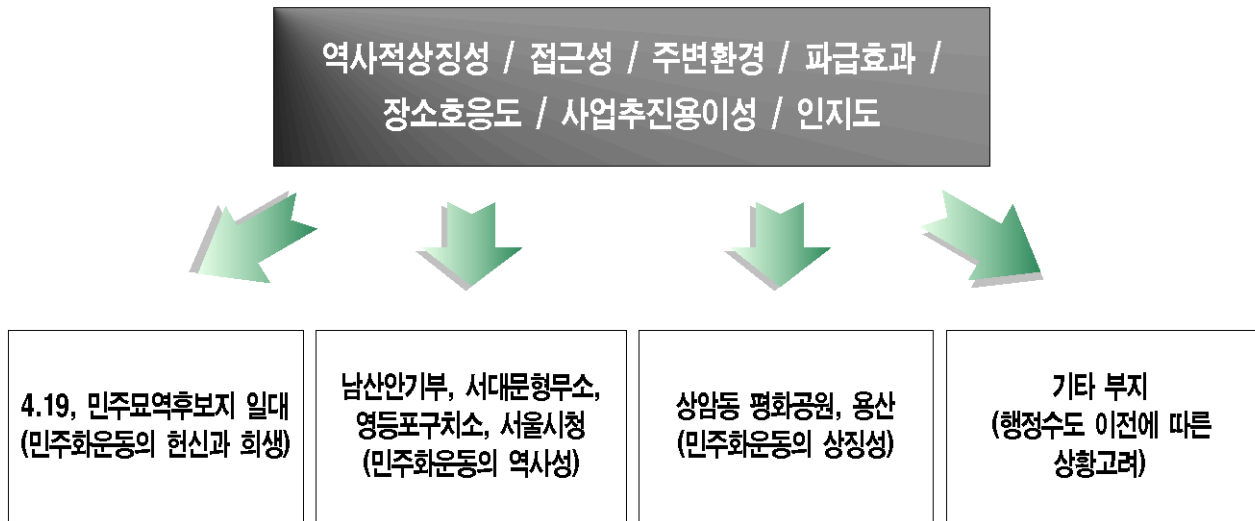 역사적상징성 / 접근성 / 주변환경 / 파급효과 /
장소호응도 / 사업추진용이성 / 인지도
4.19, 민주묘역후보지 일대
(민주화운동의 헌신과 희생)
남산안기부, 서대문형무소,
영등포구치소, 서울시청
(민주화운동의 역사성)
상암동 평화공원, 용산
(민주화운동의 상징성)
기타 부지
(행정수도 이전에 따른
상황고려)